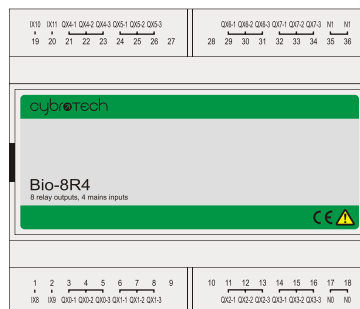 IX10 IX11 QX4-1 QX4-2 QX4-3 QX5-1 QX5-2 QX5-3 QX6-1 QX6-2 QX6-3 QX7-1 QX7-2 QX7-3 N1 N1
19 20 21 22 23 24 25 26 27 28 29 30 31 32 33 34 35 36
cybrotech
Bio-8R4
8 relay outputs, 4 mains inputs
CE
1 2 3 4 5 6 7 8 9 10 11 12 13 14 15 16 17 18
IX8 IX9 QX0-1 QX0-2 QX0-3 QX1-1 QX1-2 QX1-3 QX2-1 QX2-2 QX2-3 QX3-1 QX3-2 QX3-3 N0 N0